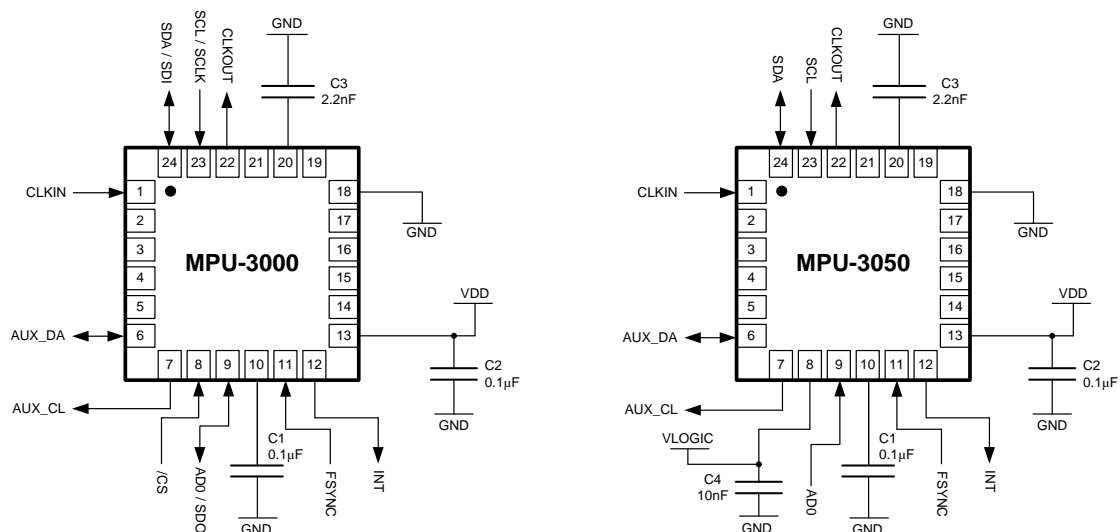 GND
SDA / SDI
SCL / SCLK
CLKOUT
C3
2.2nF
24 23 22 21 20 19
CLKIN
1
2
3
4
5
6
18
17
16
15
14
13
MPU-3000
GND
VDD
AUX_DA
C2
0.1µF
GND
7 8 9 10 11 12
AUX_CL
/CS
AD0 / SDO
C1
0.1µF
GND
FSYNC
INT
GND
SDA
SCL
CLKOUT
C3
2.2nF
24 23 22 21 20 19
CLKIN
1
2
3
4
5
6
18
17
16
15
14
13
MPU-3050
GND
VDD
AUX_DA
C2
0.1µF
GND
7 8 9 10 11 12
AUX_CL
VLOGIC
C4
10nF
GND
AD0
C1
0.1µF
GND
FSYNC
INT